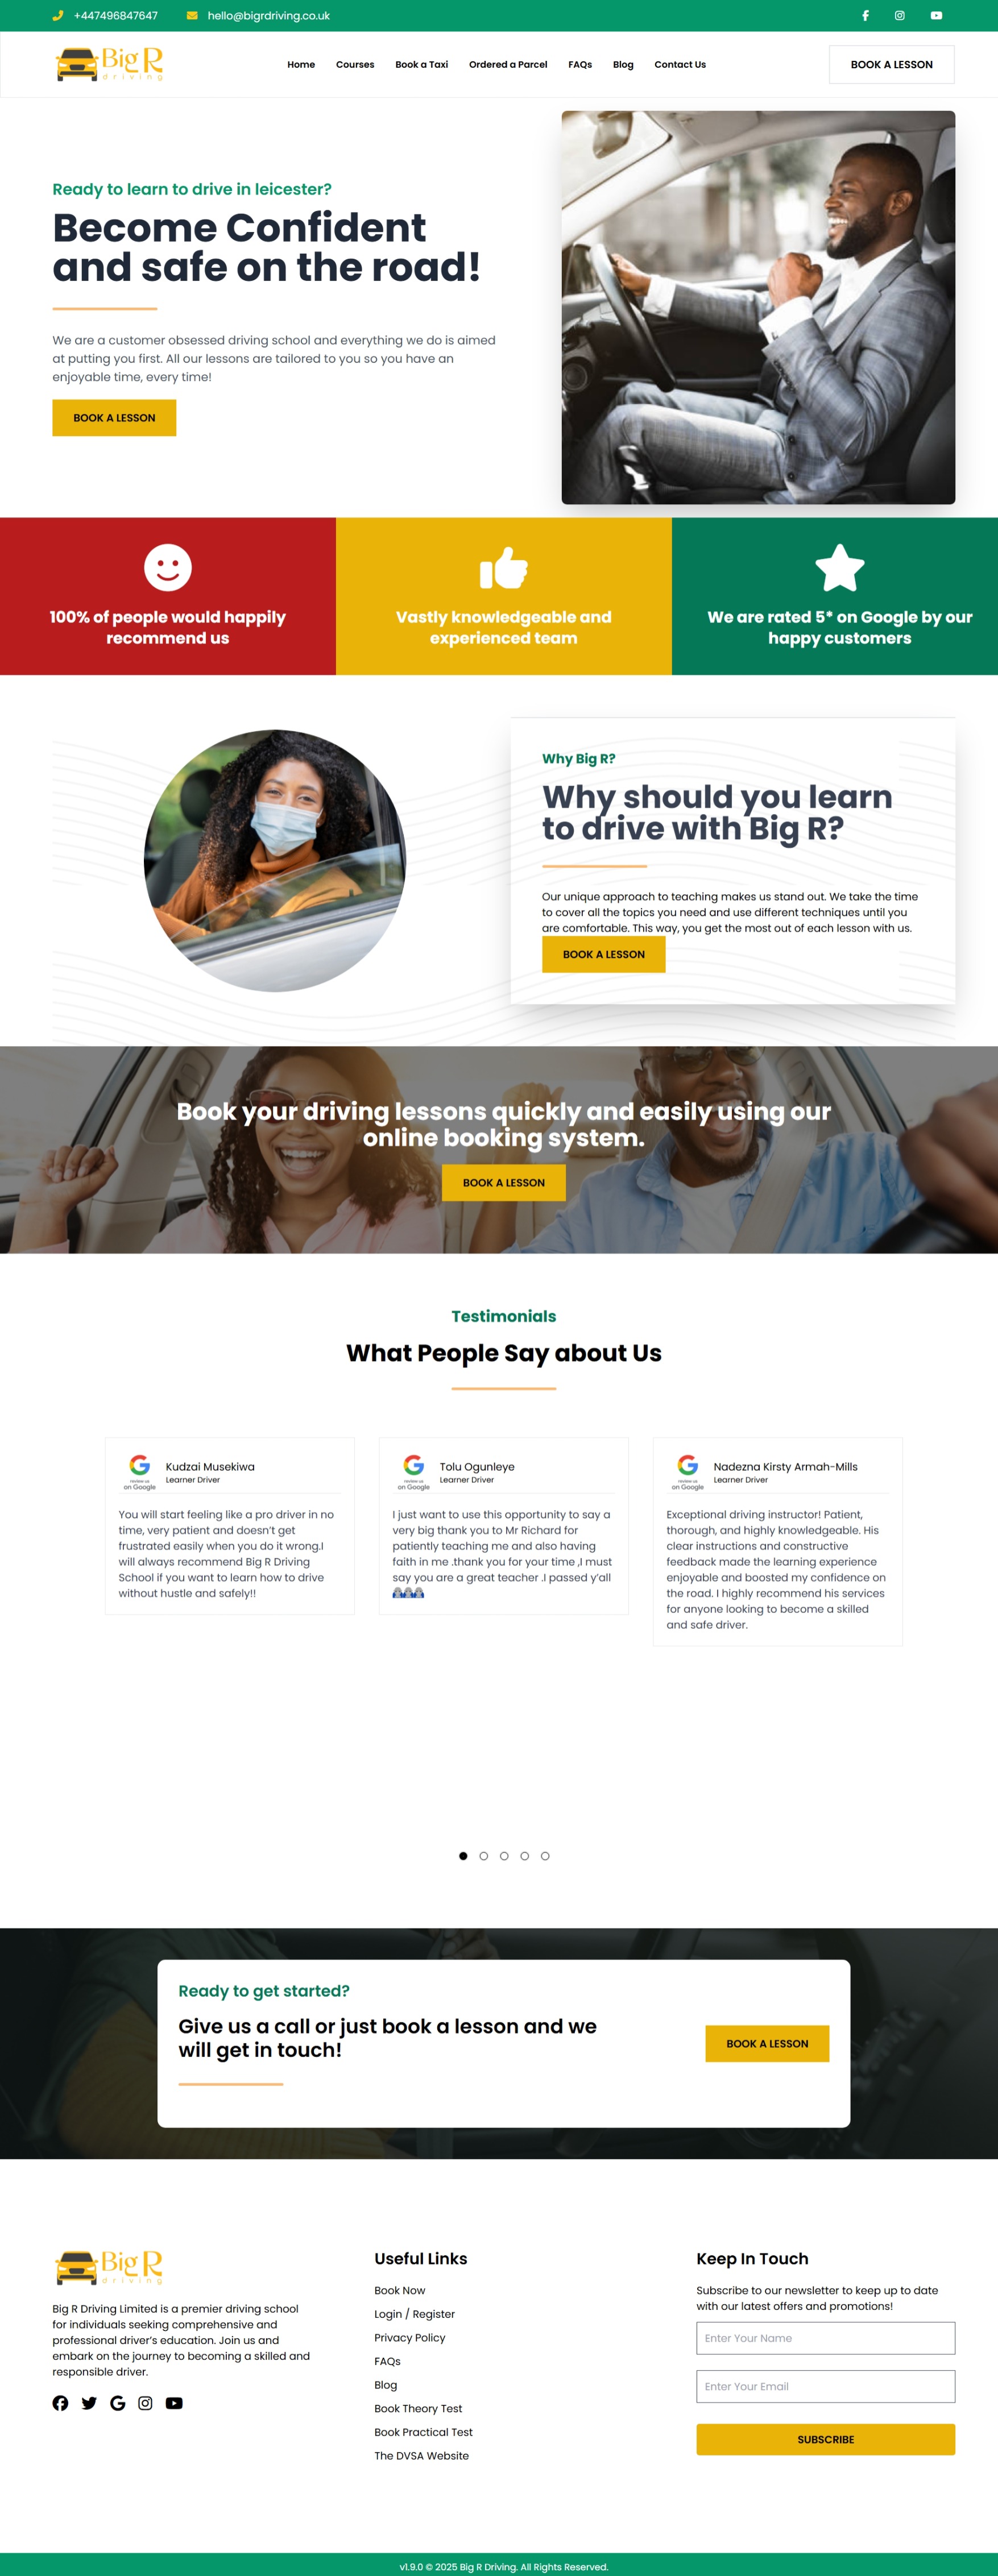 +447496847647 hello@bigrdriving.co.uk
Big R
driving
Home Courses Book a Taxi Ordered a Parcel FAQs Blog Contact Us
BOOK A LESSON
Ready to learn to drive in leicester?
Become Confident
and safe on the road!
We are a customer obsessed driving school and everything we do is aimed
at putting you first. All our lessons are tailored to you so you have an
enjoyable time, every time!
BOOK A LESSON
100% of people would happily
recommend us
Vastly knowledgeable and
experienced team
We are rated 5* on Google by our
happy customers
Why Big R?
Why should you learn
to drive with Big R?
Our unique approach to teaching makes us stand out. We take the time
to cover all the topics you need and use different techniques until you
are comfortable. This way, you get the most out of each lesson with us.
BOOK A LESSON
Book your driving lessons quickly and easily using our
online booking system.
BOOK A LESSON
Testimonials
What People Say about Us
review us
on Google
Kudzai Musekiwa
Learner Driver
You will start feeling like a pro driver in no
time, very patient and doesn't get
frustrated easily when you do it wrong.I
will always recommend Big R Driving
School if you want to learn how to drive
without hustle and safely!!
review us
on Google
Tolu Ogunleye
Learner Driver
I just want to use this opportunity to say a
very big thank you to Mr Richard for
patiently teaching me and also having
faith in me .thank you for your time ,I must
say you are a great teacher .I passed y'all
review us
on Google
Nadezna Kirsty Armah-Mills
Learner Driver
Exceptional driving instructor! Patient,
thorough, and highly knowledgeable. His
clear instructions and constructive
feedback made the learning experience
enjoyable and boosted my confidence on
the road. I highly recommend his services
for anyone looking to become a skilled
and safe driver.
Ready to get started?
Give us a call or just book a lesson and we
will get in touch!
BOOK A LESSON
Big R
driving
Big R Driving Limited is a premier driving school
for individuals seeking comprehensive and
professional driver's education. Join us and
embark on the journey to becoming a skilled and
responsible driver.
Useful Links
Book Now
Login / Register
Privacy Policy
FAQs
Blog
Book Theory Test
Book Practical Test
The DVSA Website
Keep In Touch
Subscribe to our newsletter to keep up to date
with our latest offers and promotions!
Enter Your Name
Enter Your Email
SUBSCRIBE
v1.9.0 © 2025 Big R Driving. All Rights Reserved.